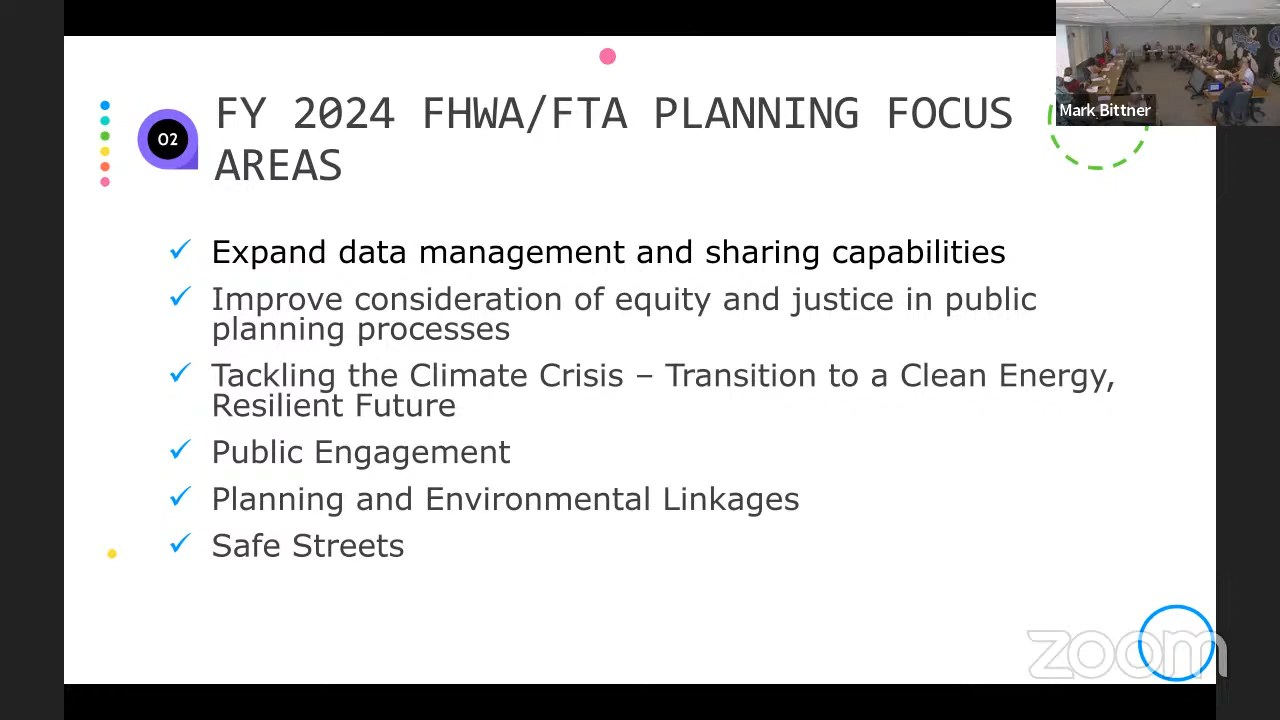 Mark Bittner
02
FY 2024 FHWA/FTA PLANNING FOCUS
AREAS
✓ Expand data management and sharing capabilities
✓ Improve consideration of equity and justice in public
planning processes
✓ Tackling the Climate Crisis – Transition to a Clean Energy,
Resilient Future
✓ Public Engagement
✓ Planning and Environmental Linkages
✓ Safe Streets
zoom